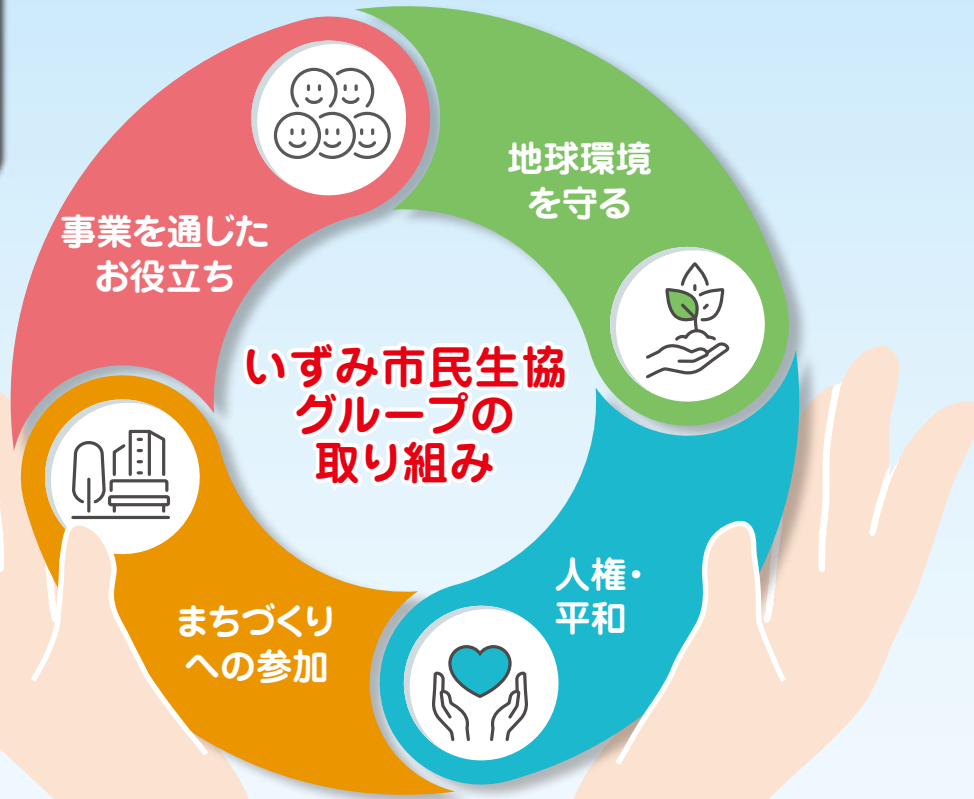 いずみ市民生協
グループの
取り組み
事業を通じた
お役立ち
地球環境
を守る
人権・
平和
まちづくり
への参加